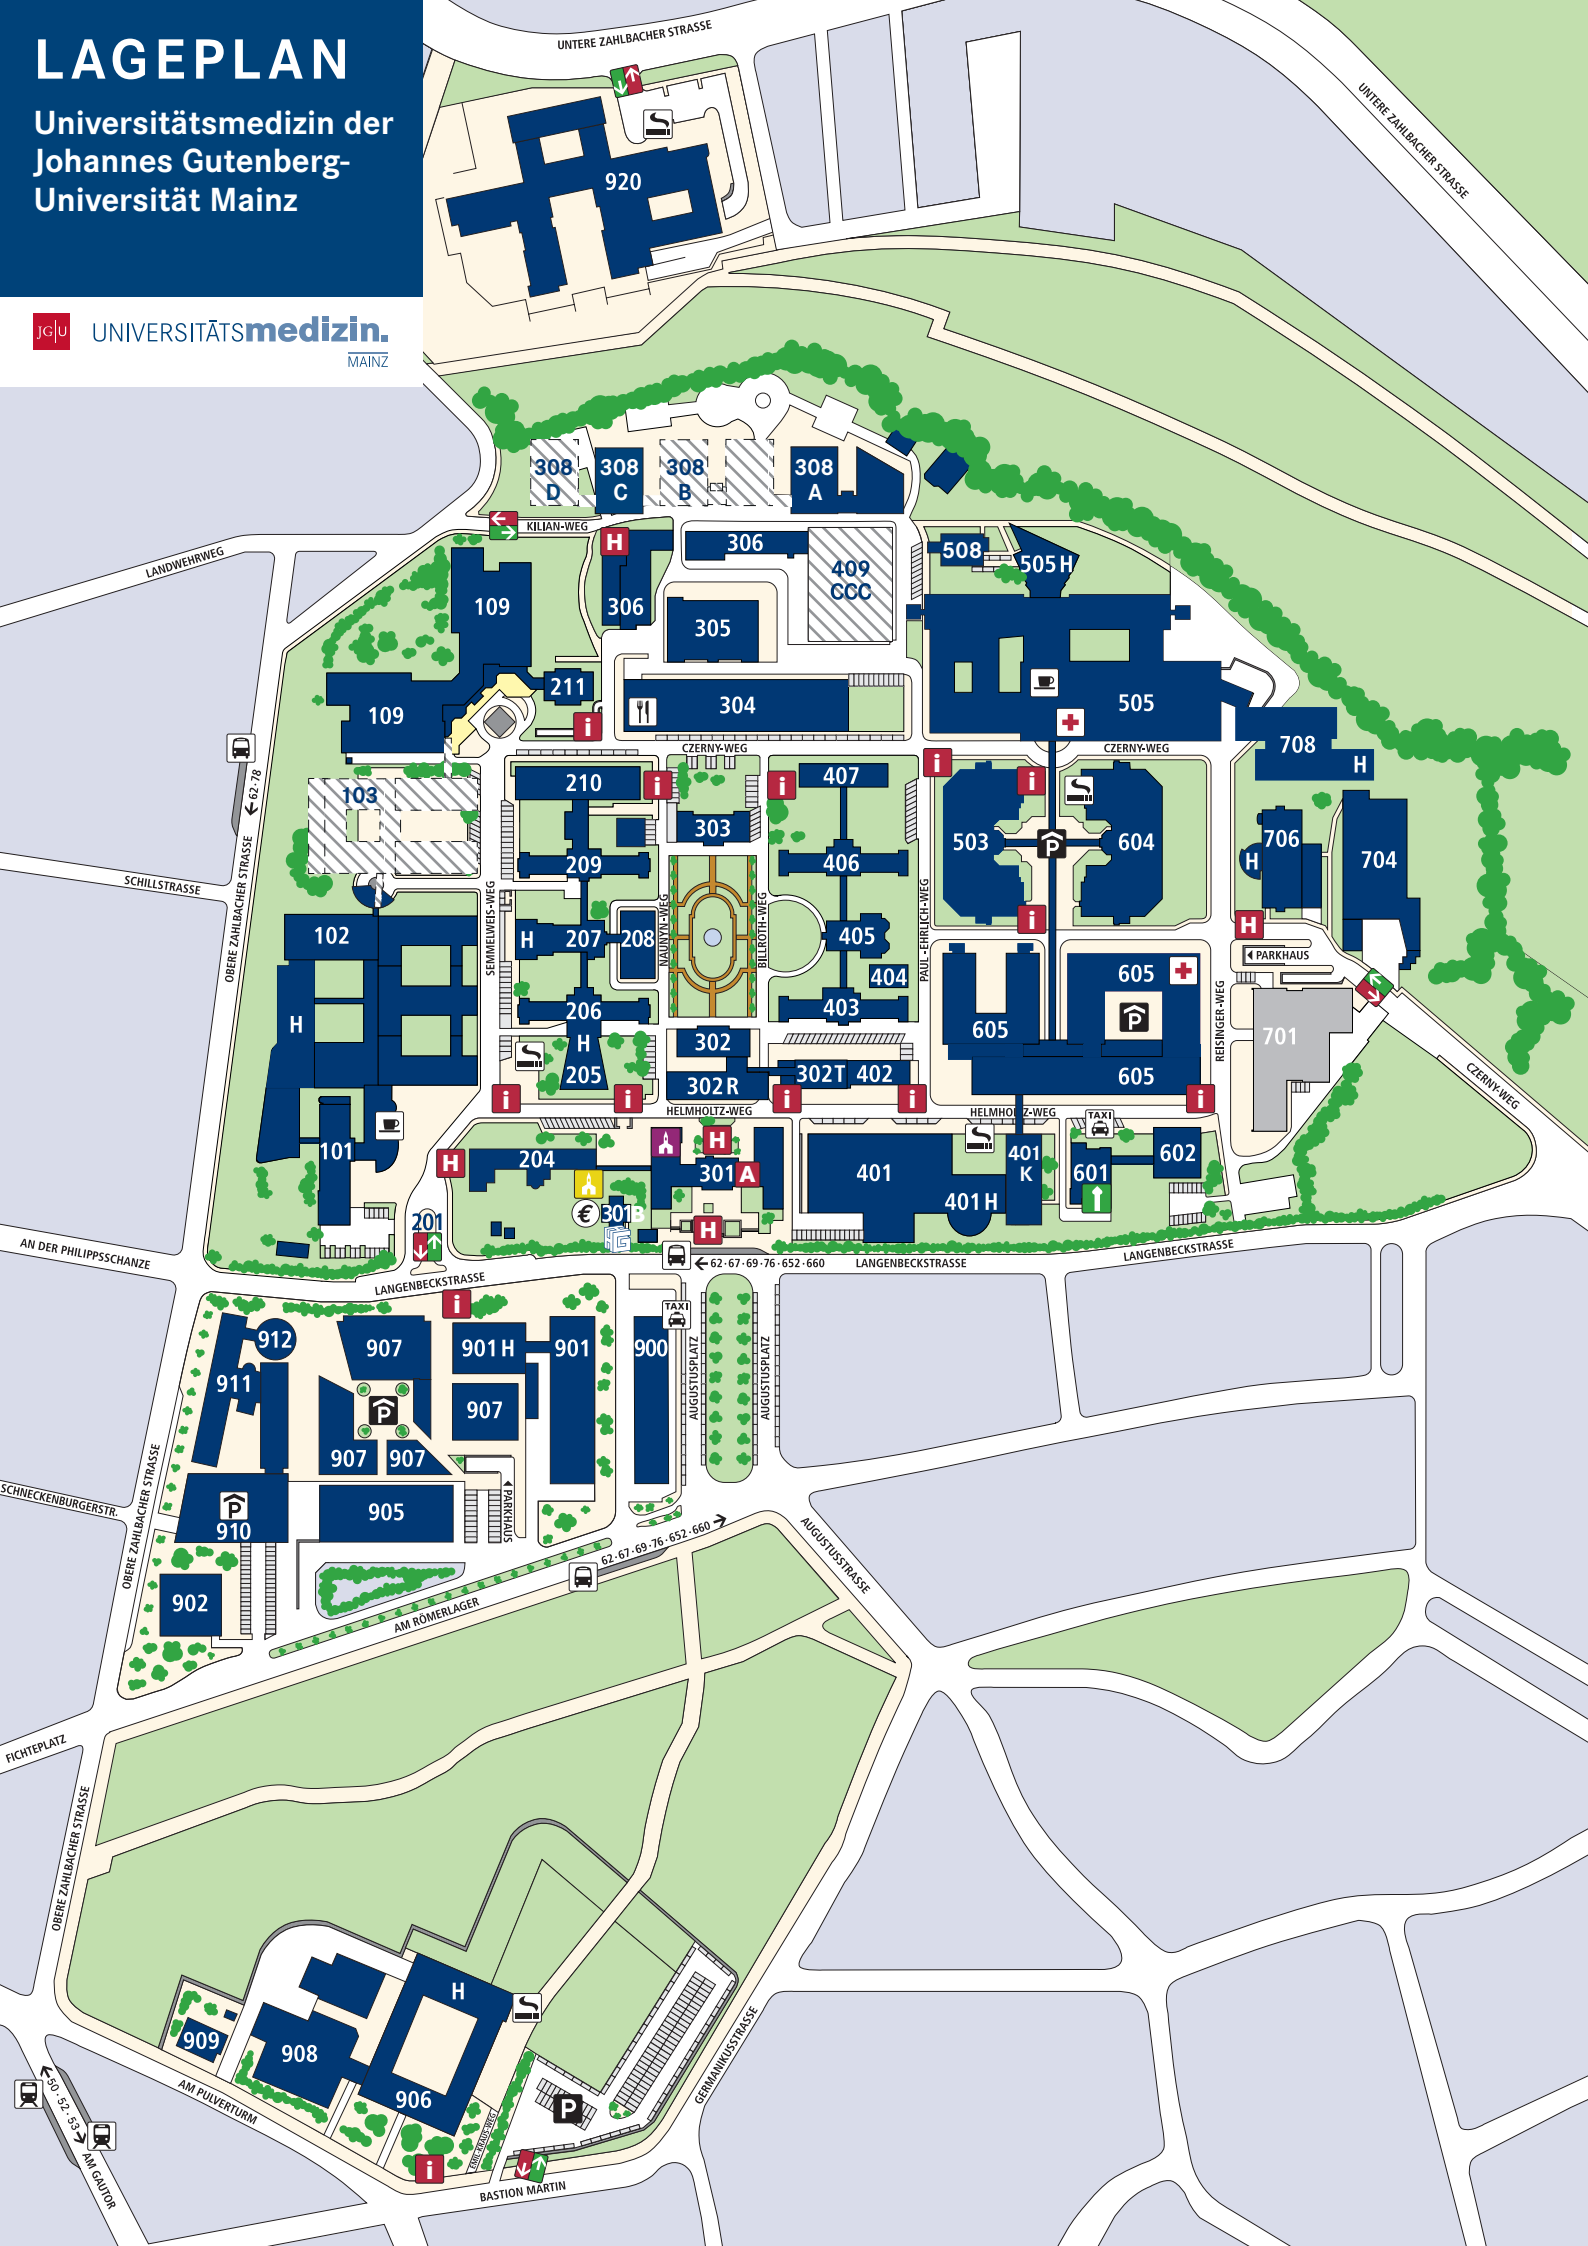 LAGEPLAN
Universitätsmedizin der
Johannes Gutenberg-
Universität Mainz
JG|U
UNIVERSITÄTSmedizin.
MAINZ
UNTERE ZAHLBACHER STRASSE
UNTERE ZAHLBACHER STRASSE
920
308
D
308
C
308
B
308
A
KILIAN-WEG
LANDWEHRWEG
H
306
306
409
CCC
508
505 H
109
306
305
211
109
304
505
i
CZERNY-WEG
CZERNY-WEG
708
H
62·78
103
210
i
i
407
i
i
303
209
406
503
P
604
706
H
704
SCHILLSTRASSE
OBERE ZAHLBACHER STRASSE
SEMMELWEIS-WEG
NAUNYN-WEG
BILLROTH-WEG
PAUL-EHRLICH-WEG
102
H
207
208
405
i
H
PARKHAUS
404
605
206
403
605
P
H
H
302
701
REISINGER-WEG
205
302 R
302T
402
605
i
i
i
i
i
HELMHOLTZ-WEG
HELMHOLTZ-WEG
CZERNY-WEG
TAXI
101
H
204
H
301
A
401
401
K
601
602
401 H
€
301B
H
201
AN DER PHILIPPSCHANZE
62·67·69·76·652·660
LANGENBECKSTRASSE
LANGENBECKSTRASSE
LANGENBECKSTRASSE
i
TAXI
912
907
901 H
901
900
911
AUGUSTUSPLATZ
AUGUSTUSPLATZ
P
907
907
907
PARKHAUS
SCHNECKENBURGERSTR.
OBERE ZAHLBACHER STRASSE
P
910
905
62·67·69·76·652·660
AUGUSTUSSTRASSE
902
AM RÖMERLAGER
FICHTEPLATZ
OBERE ZAHLBACHER STRASSE
H
909
908
906
GERMANIKUSSTRASSE
AM PULVERTURM
P
EMIL-KRAUS-WEG
50·52·53
AM GAUTOR
i
BASTION MARTIN